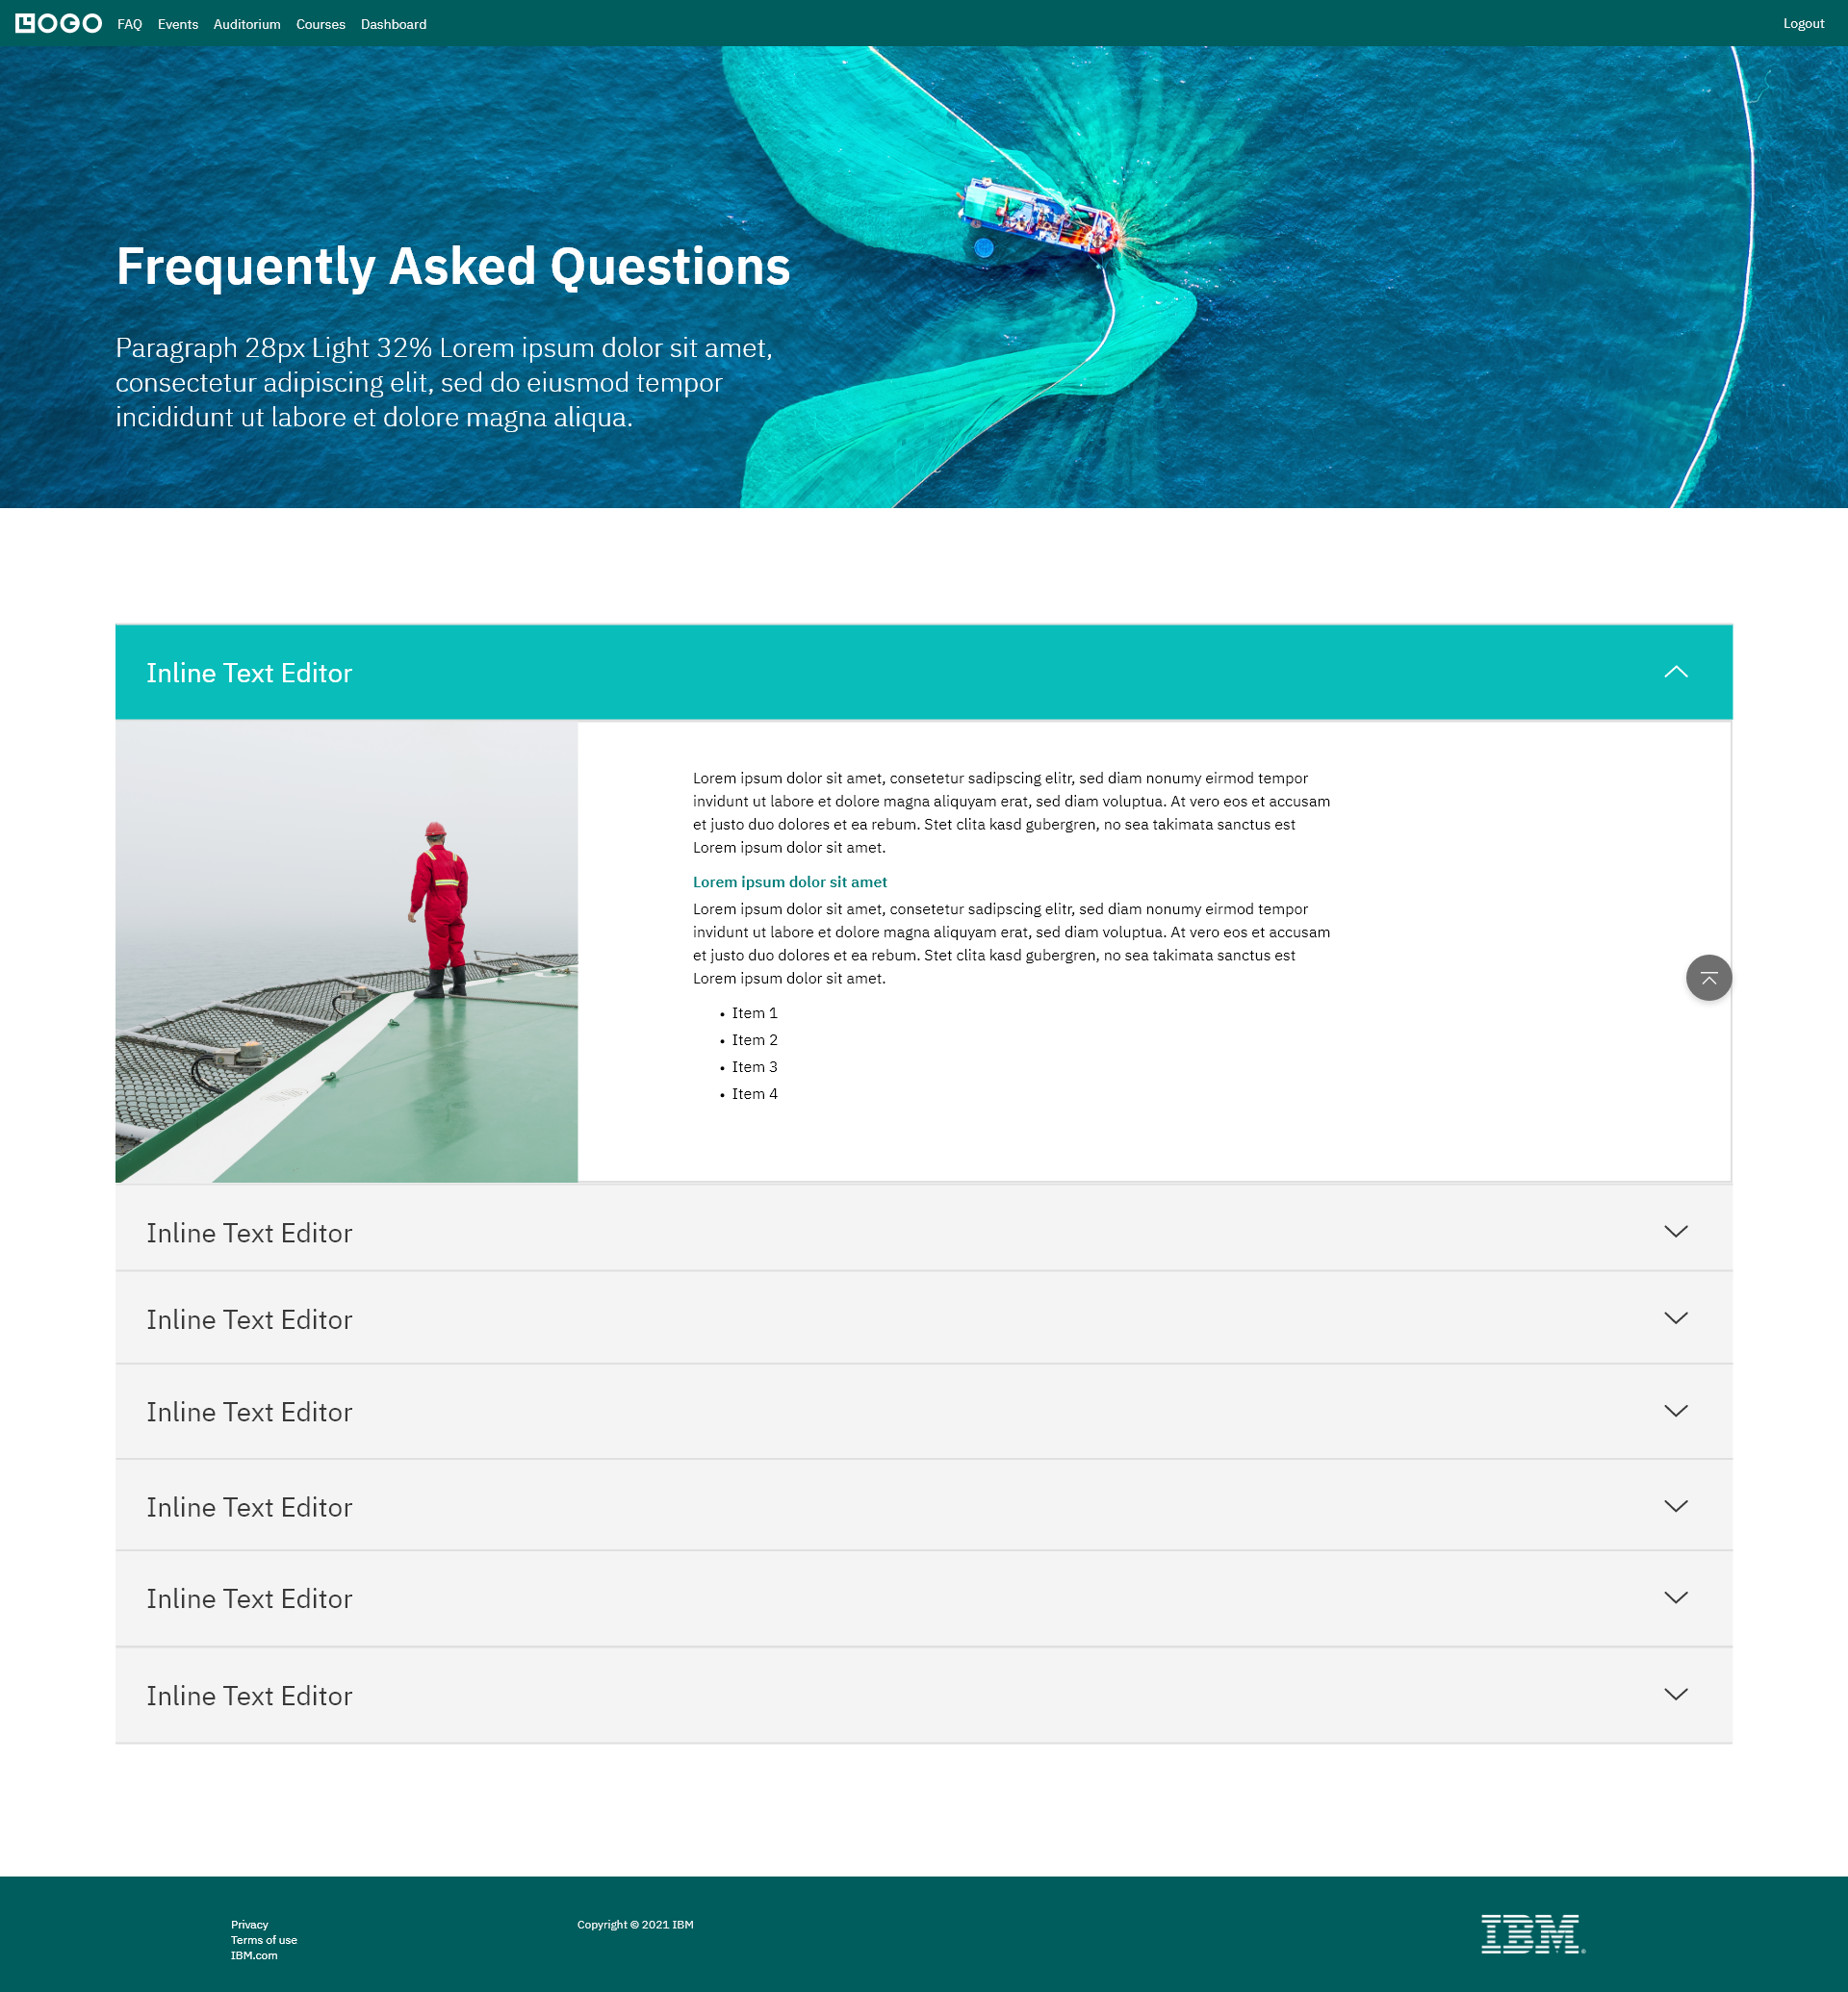 LOGO FAQ Events Auditorium Courses Dashboard Logout
Frequently Asked Questions
Paragraph 28px Light 32% Lorem ipsum dolor sit amet,
consectetur adipiscing elit, sed do eiusmod tempor
incididunt ut labore et dolore magna aliqua.
Inline Text Editor
Lorem ipsum dolor sit amet, consetetur sadipscing elitr, sed diam nonumy eirmod tempor
invidunt ut labore et dolore magna aliquyam erat, sed diam voluptua. At vero eos et accusam
et justo duo dolores et ea rebum. Stet clita kasd gubergren, no sea takimata sanctus est
Lorem ipsum dolor sit amet.
Lorem ipsum dolor sit amet
Lorem ipsum dolor sit amet, consetetur sadipscing elitr, sed diam nonumy eirmod tempor
invidunt ut labore et dolore magna aliquyam erat, sed diam voluptua. At vero eos et accusam
et justo duo dolores et ea rebum. Stet clita kasd gubergren, no sea takimata sanctus est
Lorem ipsum dolor sit amet.
• Item 1
• Item 2
• Item 3
• Item 4
Inline Text Editor
Inline Text Editor
Inline Text Editor
Inline Text Editor
Inline Text Editor
Inline Text Editor
Privacy
Terms of use
IBM.com
Copyright © 2021 IBM
IBM®